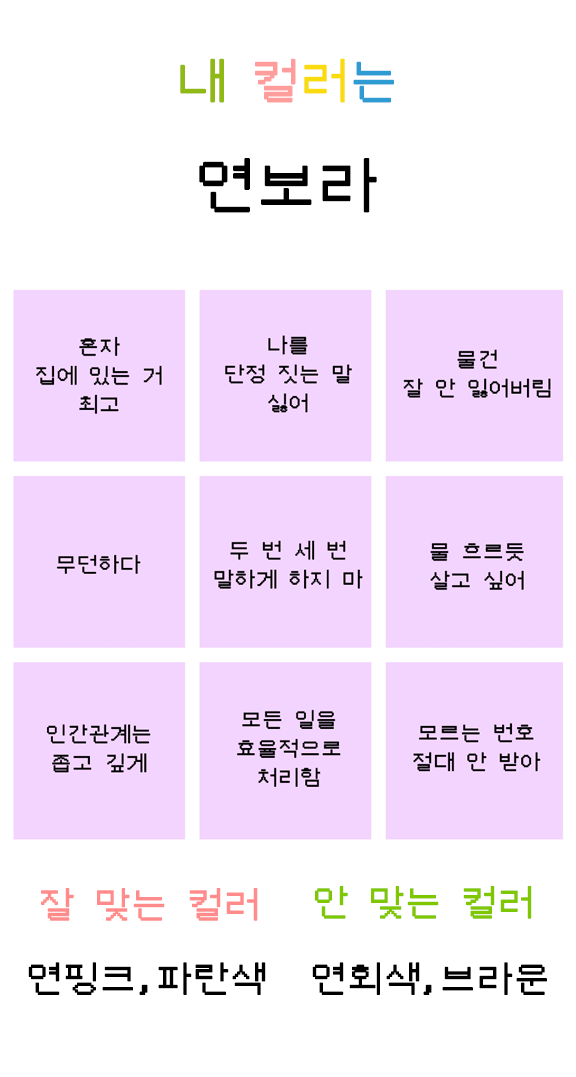 내 컬러는
연보라
혼자
집에 있는 거
최고
나를
단정 짓는 말
싫어
물건
잘 안 잃어버림
무던하다
두 번 세 번
말하게 하지 마
물 흐르듯
살고 싶어
인간관계는
좁고 깊게
모든 일을
효율적으로
처리함
모르는 번호
절대 안 받아
잘 맞는 컬러
연핑크,파란색
안 맞는 컬러
연회색,브라운